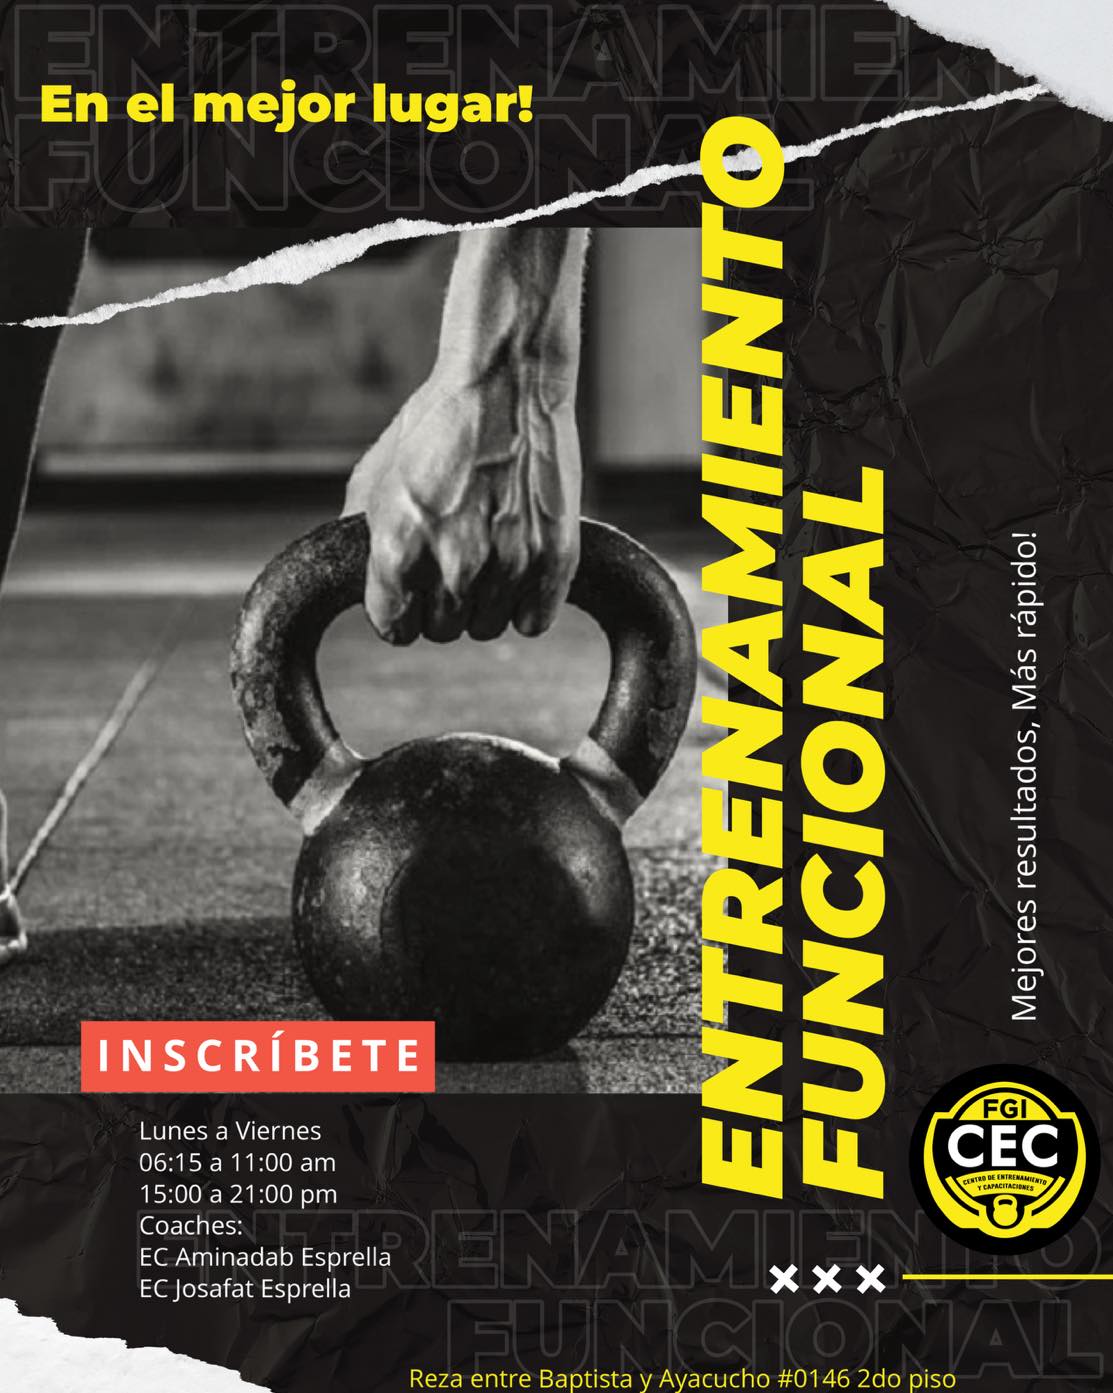 En el mejor lugar!
INSCRÍBETE
Lunes a Viernes
06:15 a 11:00 am
15:00 a 21:00 pm
Coaches:
EC Aminadab Esprella
EC Josafat Esprella
Reza entre Baptista y Ayacucho #0146 2do piso
ENTRENAMIENTO
FUNCIONAL
FGI
CEC
CENTRO DE ENTRENAMIENTO
Y CAPACITACIONES
Mejores resultados, Más rápido!
ENTRENAMIENTO
FUNCIONAL
ENTRENAMIEN
FUNCIONAL